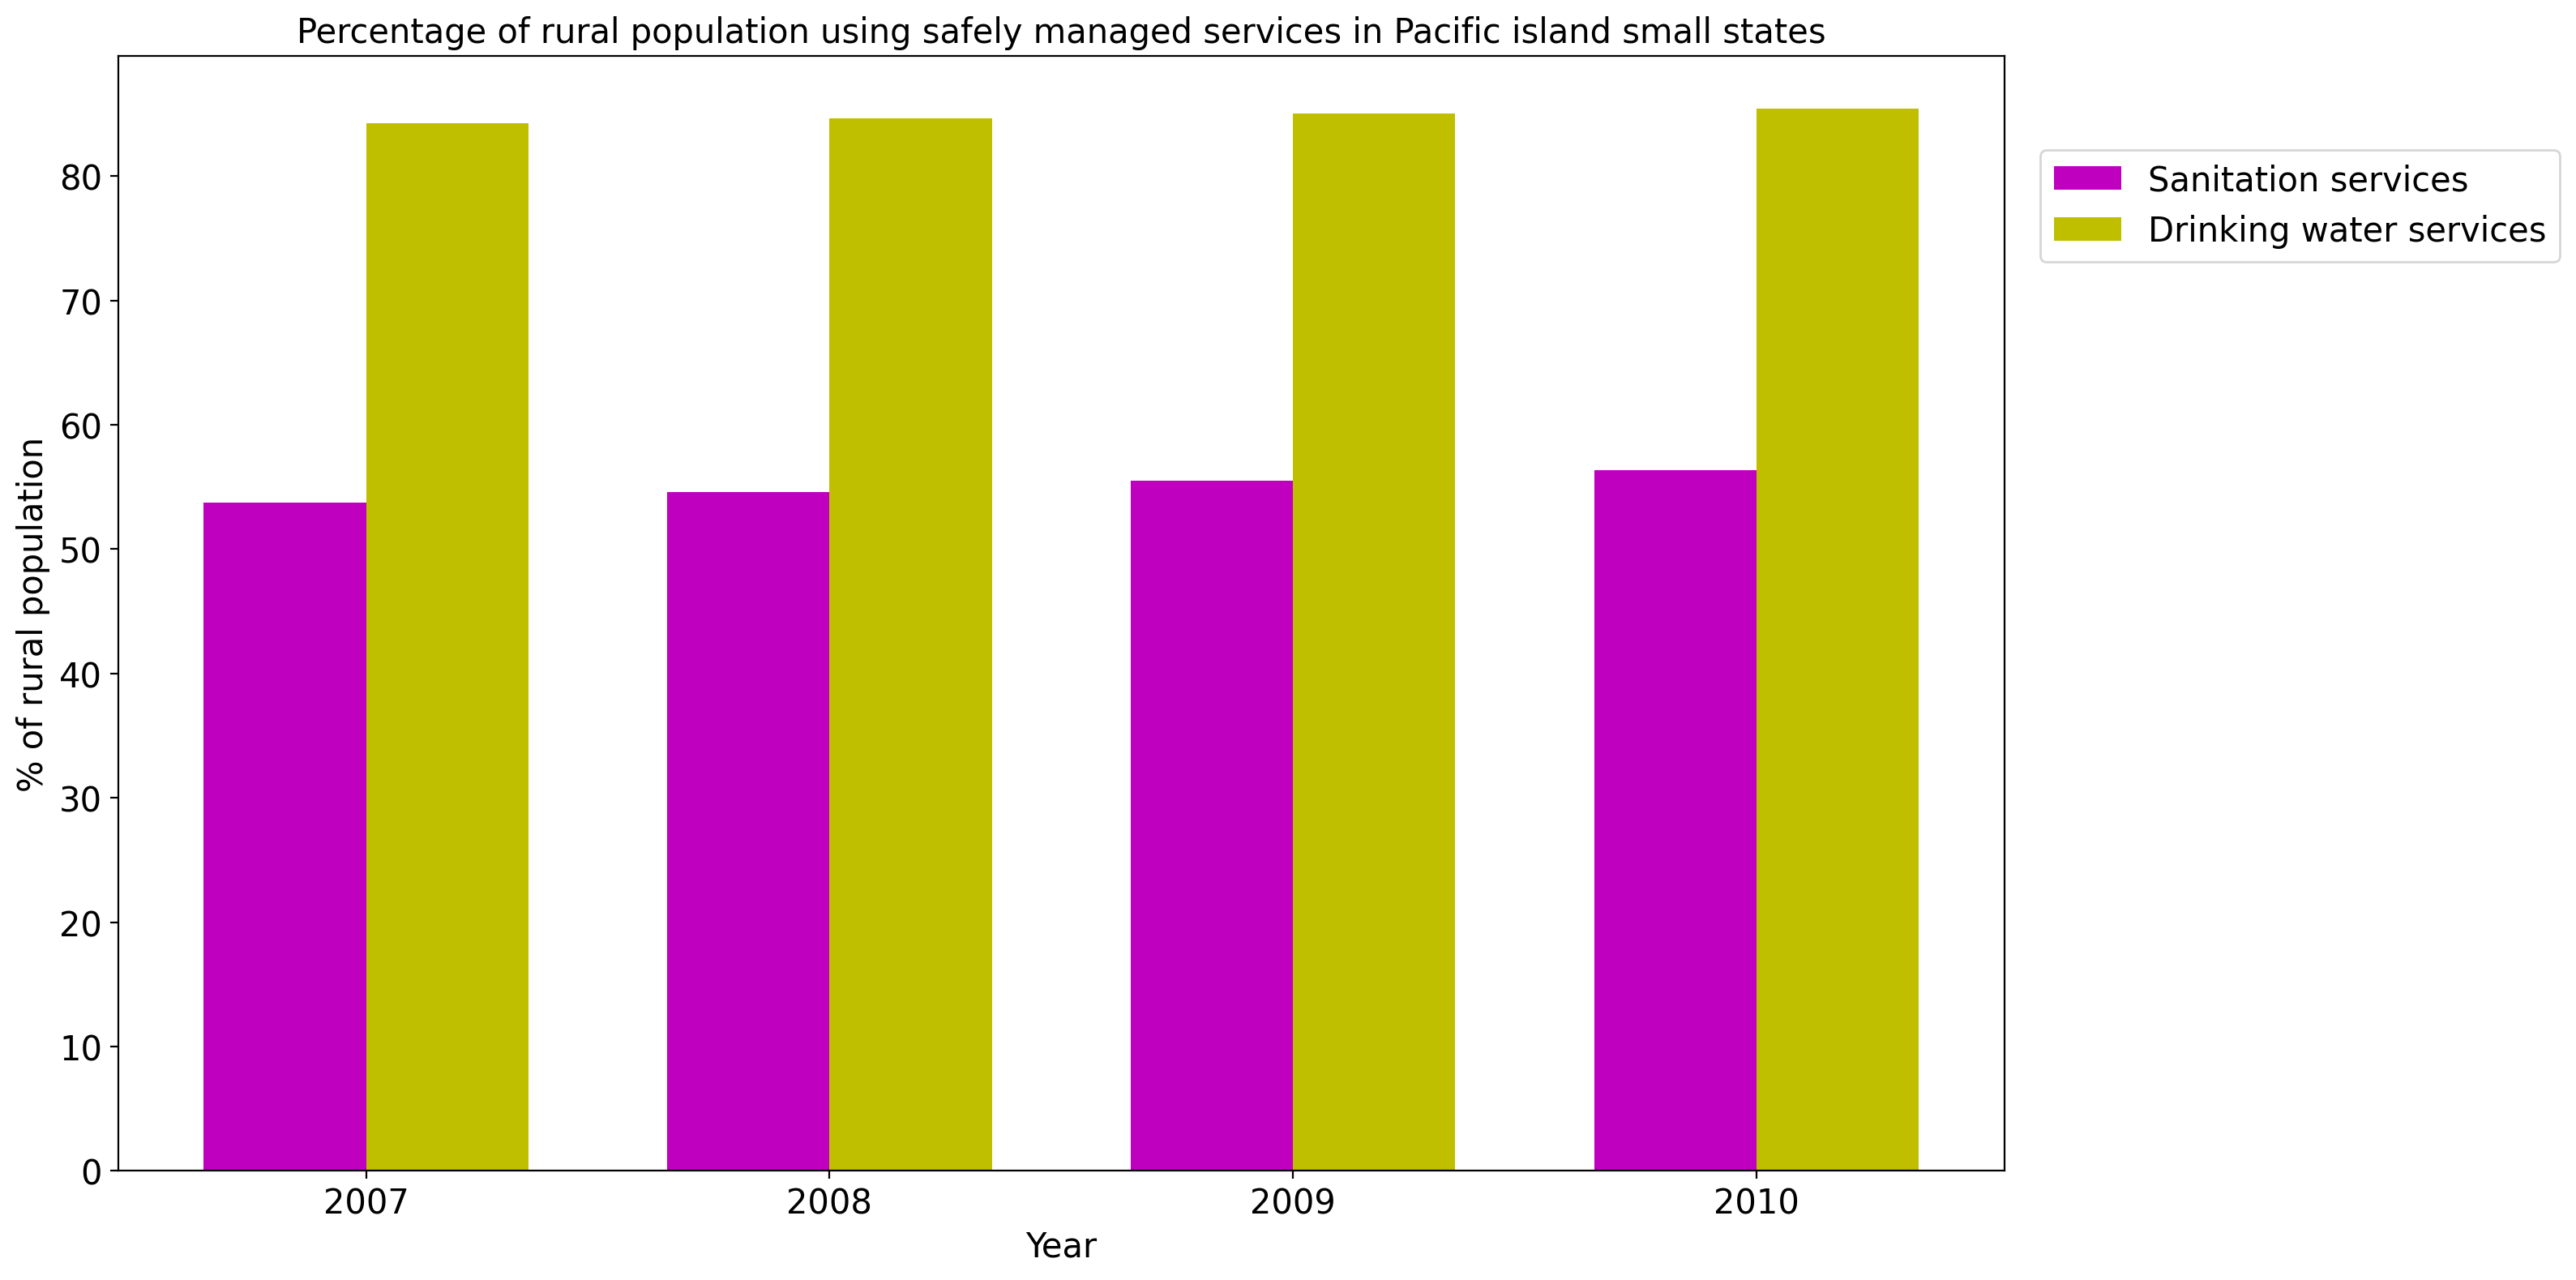 Percentage of rural population using safely managed services in Pacific island small states
Sanitation services
Drinking water services
% of rural population
80
70
60
50
40
30
20
10
0
2007
2008
2009
2010
Year